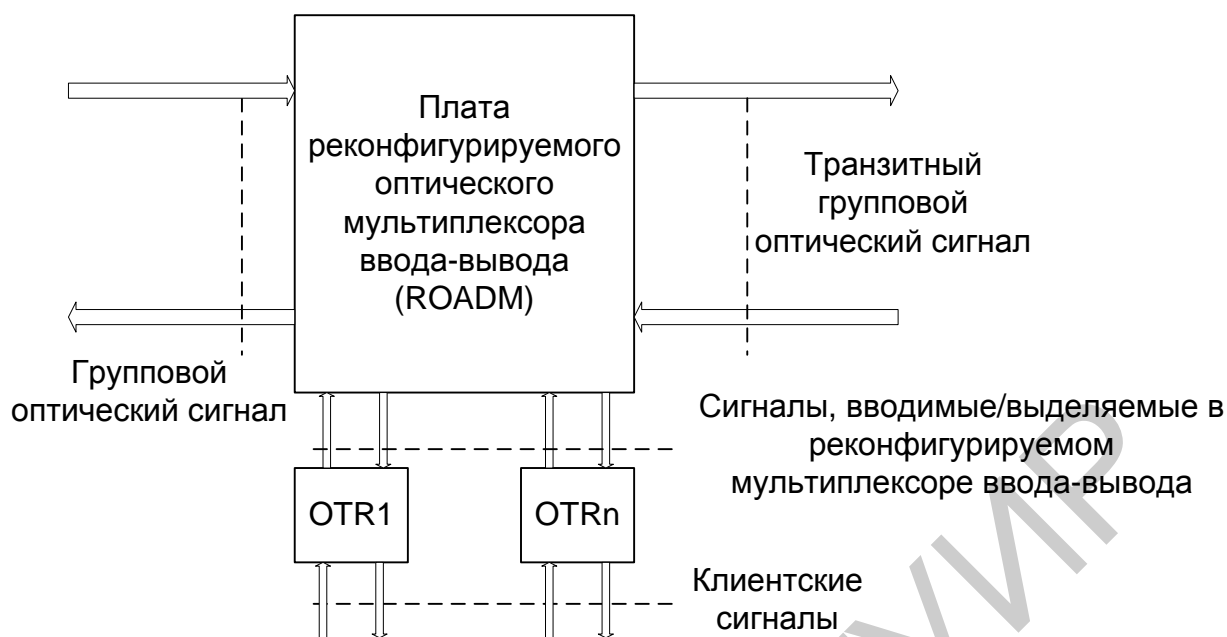 Плата
реконфигурируемого
оптического
мультиплексора
ввода-вывода
(ROADM)
Транзитный
групповой
оптический сигнал
Групповой
оптический сигнал
Сигналы, вводимые/выделяемые в
реконфигурируемом
мультиплексоре ввода-вывода
OTR1
OTRn
Клиентские
сигналы
УИР